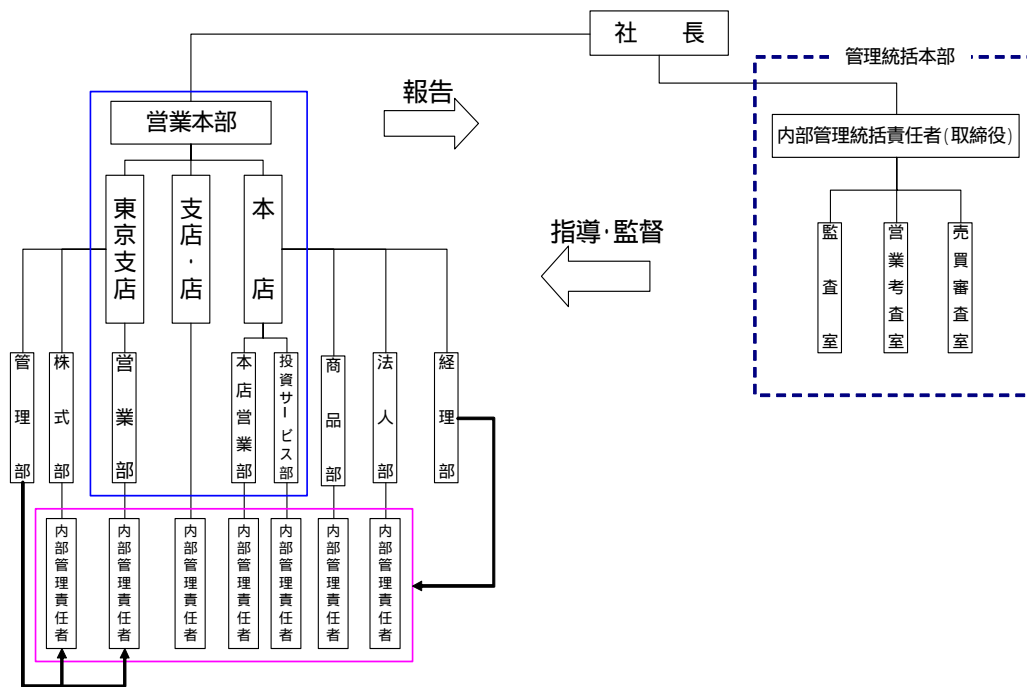 社　長
管理統括本部
報告
営業本部
内部管理統括責任者(取締役)
東京支店
支店・店
本店
指導・監督
監査室
営業考査室
売買審査室
管理部
株式部
営業部
本店営業部
投資サービス部
商品部
法人部
経理部
内部管理責任者
内部管理責任者
内部管理責任者
内部管理責任者
内部管理責任者
内部管理責任者
内部管理責任者